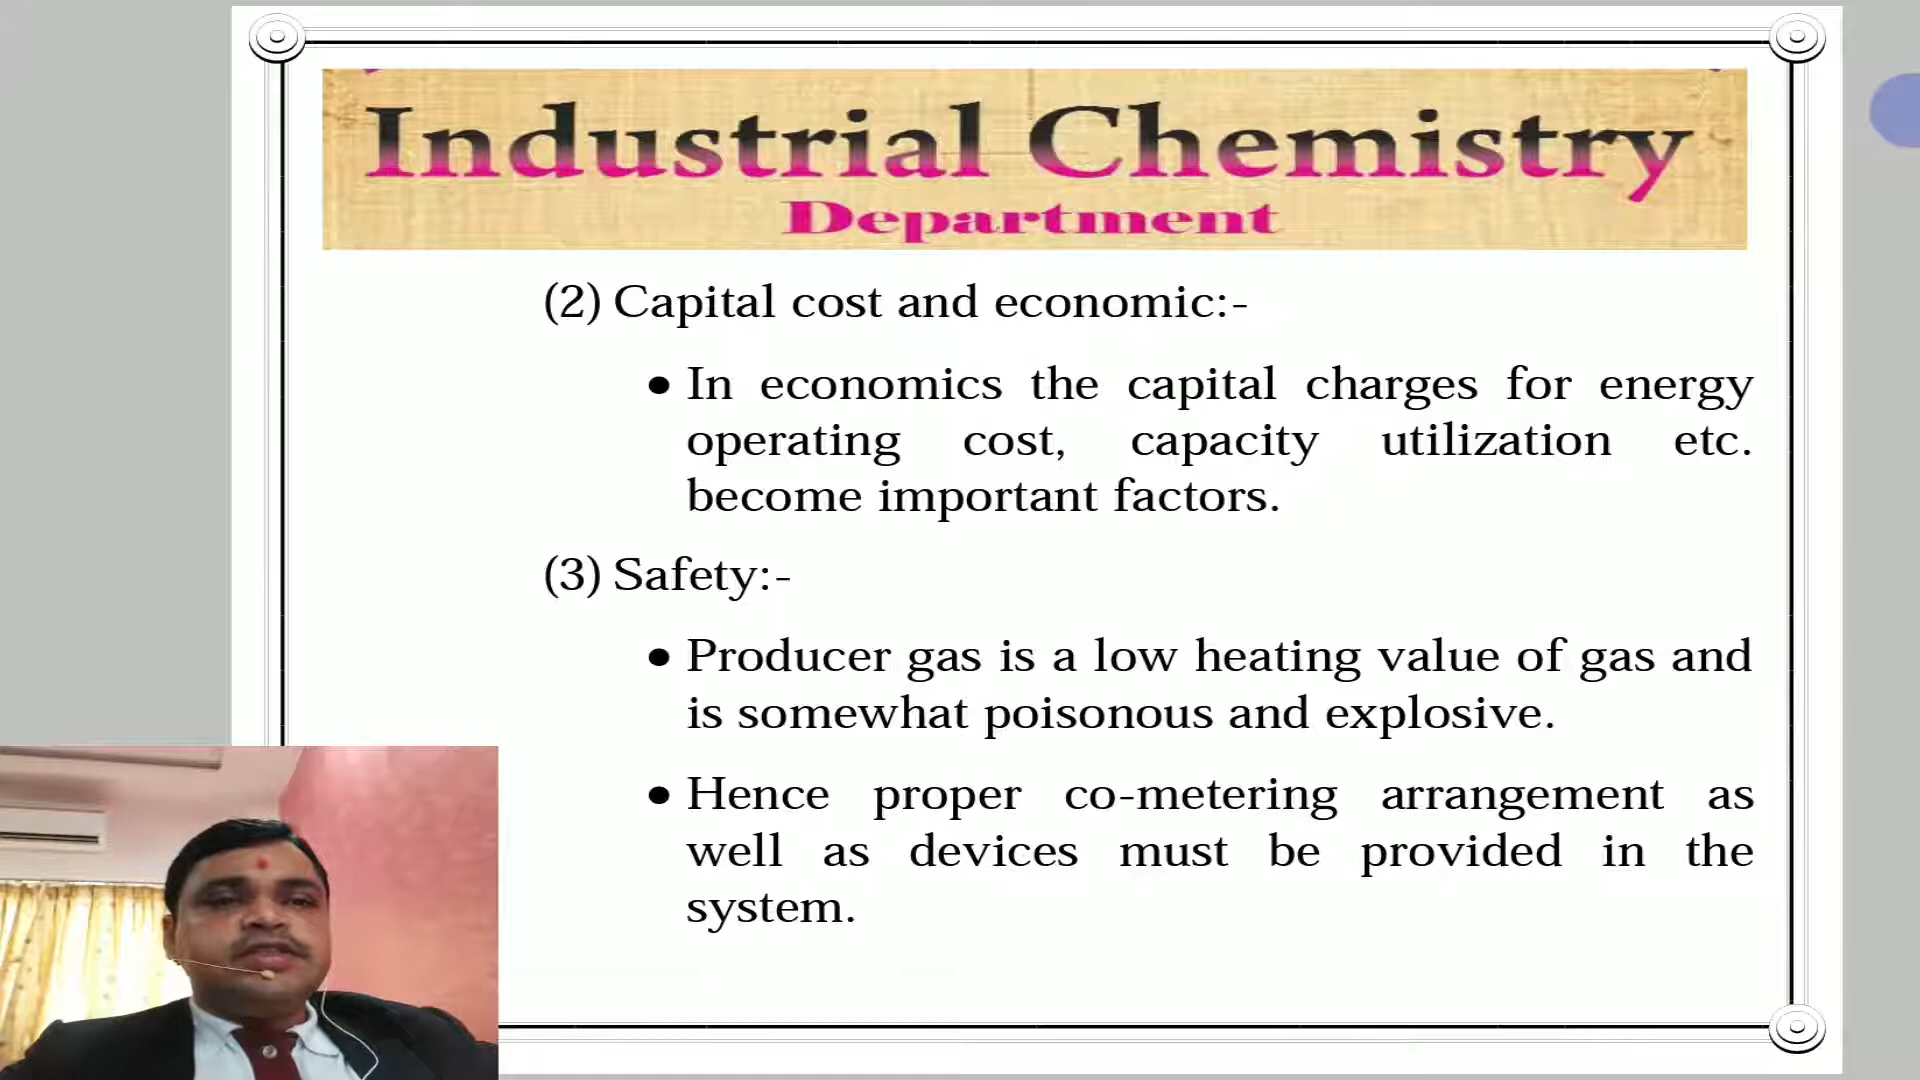 Industrial Chemistry
Department
(2) Capital cost and economic:-
● In economics the capital charges for energy
operating cost, capacity utilization etc.
become important factors.
(3) Safety:-
● Producer gas is a low heating value of gas and
is somewhat poisonous and explosive.
● Hence proper co-metering arrangement as
well as devices must be provided in the
system.